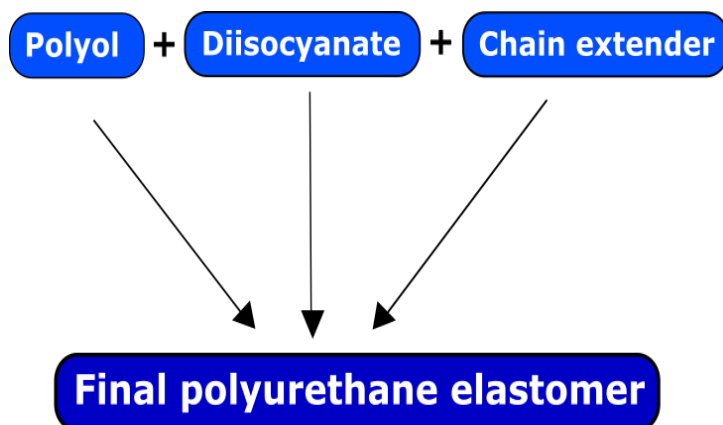 Polyol + Diisocyanate + Chain extender
Final polyurethane elastomer